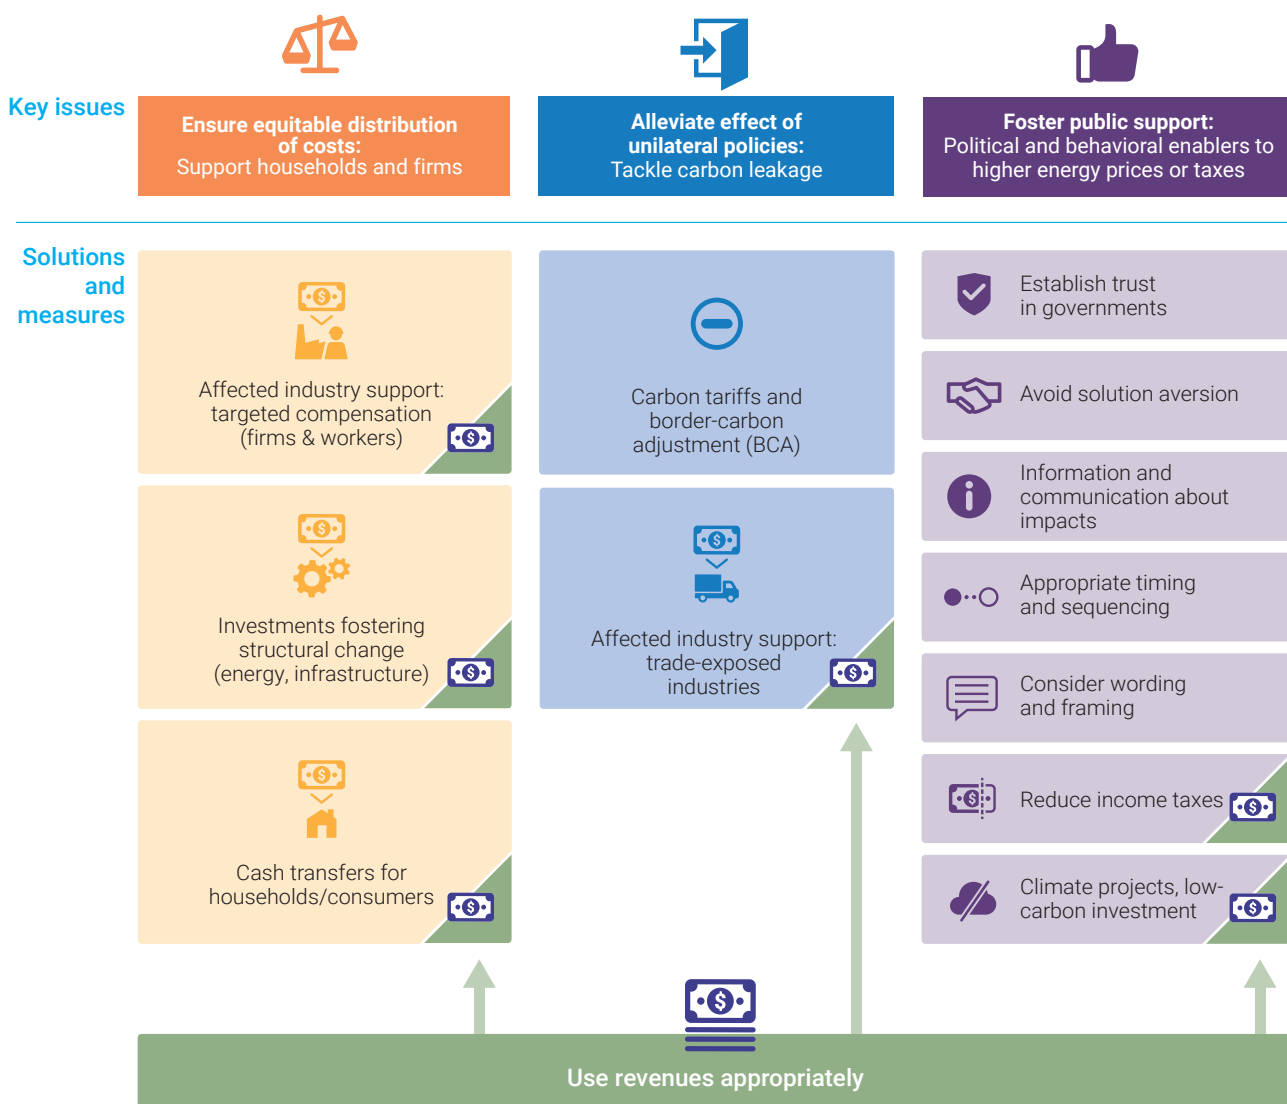 Key issues
Ensure equitable distribution
of costs:
Support households and firms
Alleviate effect of
unilateral policies:
Tackle carbon leakage
Foster public support:
Political and behavioral enablers to
higher energy prices or taxes
Solutions
and
measures
Affected industry support:
targeted compensation
(firms & workers)
Investments fostering
structural change
(energy, infrastructure)
Cash transfers for
households/consumers
Carbon tariffs and
border-carbon
adjustment (BCA)
Affected industry support:
trade-exposed
industries
Establish trust
in governments
Avoid solution aversion
Information and
communication about
impacts
Appropriate timing
and sequencing
Consider wording
and framing
Reduce income taxes
Climate projects, low-
carbon investment
Use revenues appropriately